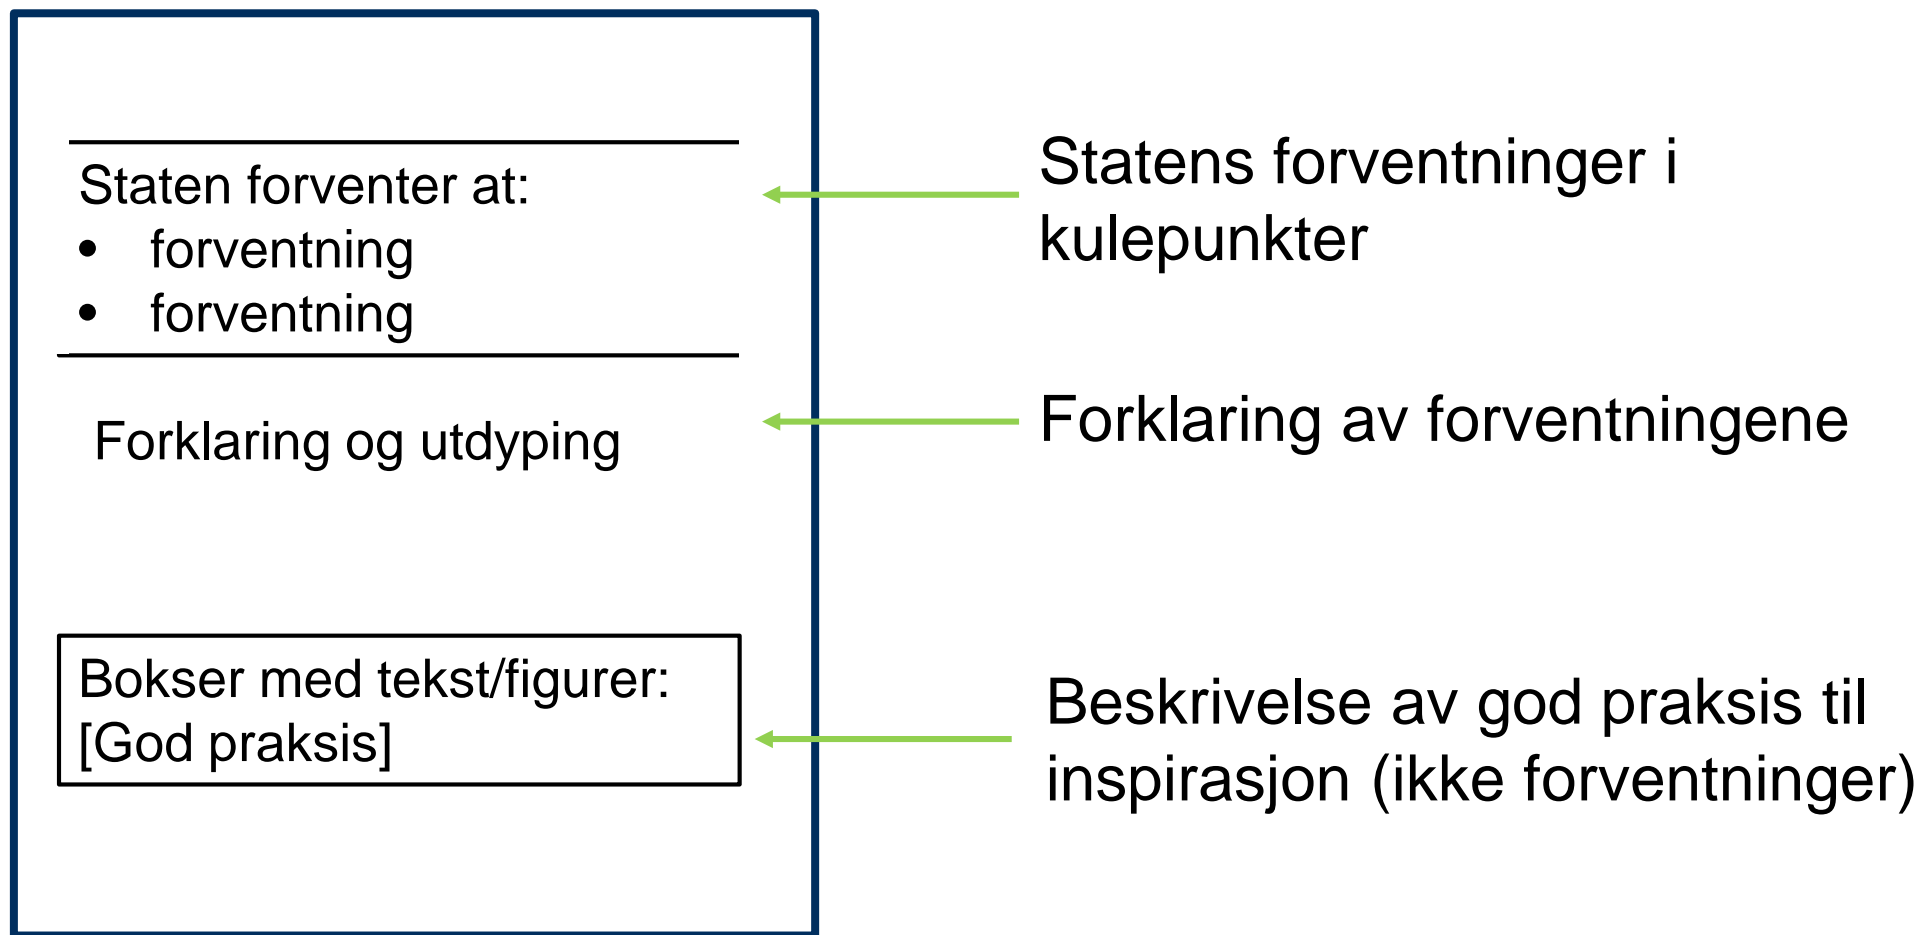 Staten forventer at:
• forventning
• forventning
Forklaring og utdyping
Bokser med tekst/figurer:
[God praksis]
Statens forventninger i
kulepunkter
Forklaring av forventningene
Beskrivelse av god praksis til
inspirasjon (ikke forventninger)